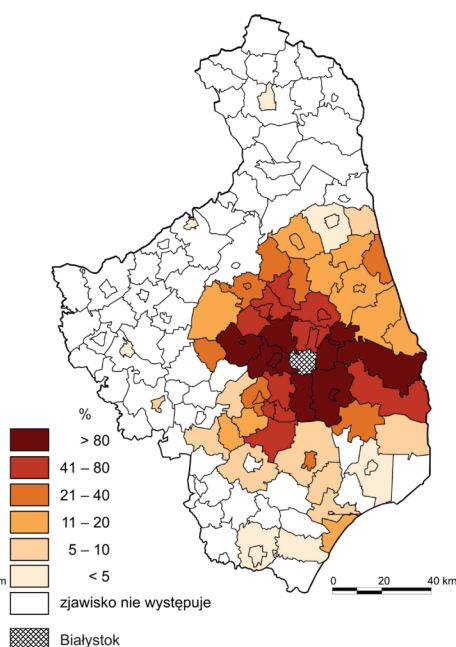 %
> 80
41 – 80
21 – 40
11 – 20
5 – 10
< 5
zjawisko nie występuje
Białystok
0 20 40 km
m